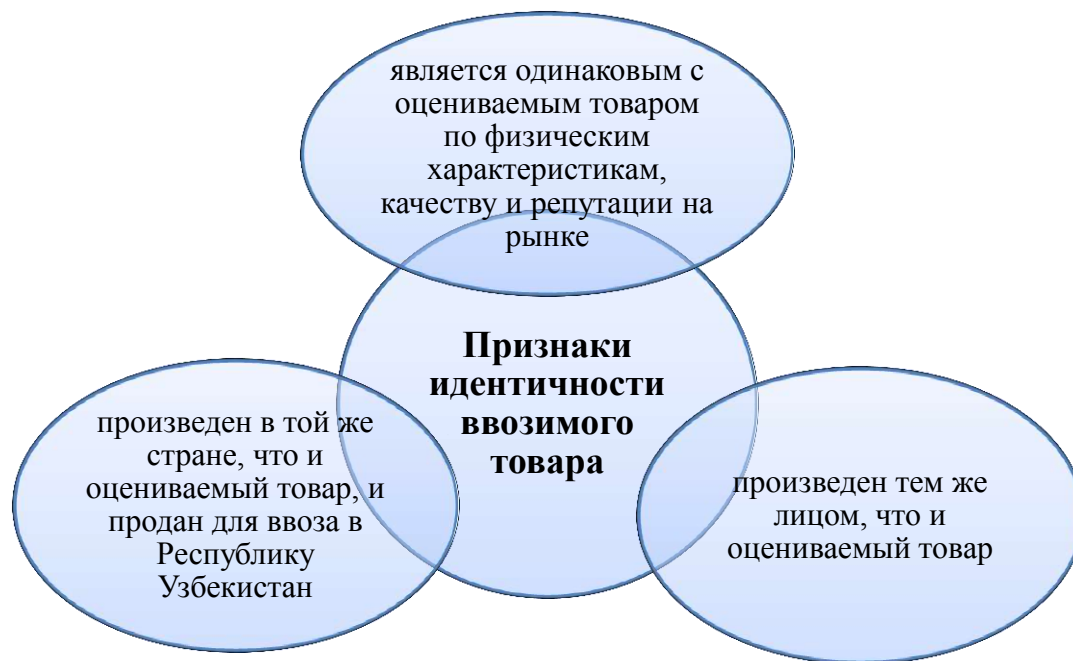 является одинаковым с
оцениваемым товаром
по физическим
характеристикам,
качеству и репутации на
рынке
Признаки
идентичности
ввозимого
товара
произведен в той же
стране, что и
оцениваемый товар, и
продан для ввоза в
Республику
Узбекистан
произведен тем же
лицом, что и
оцениваемый товар